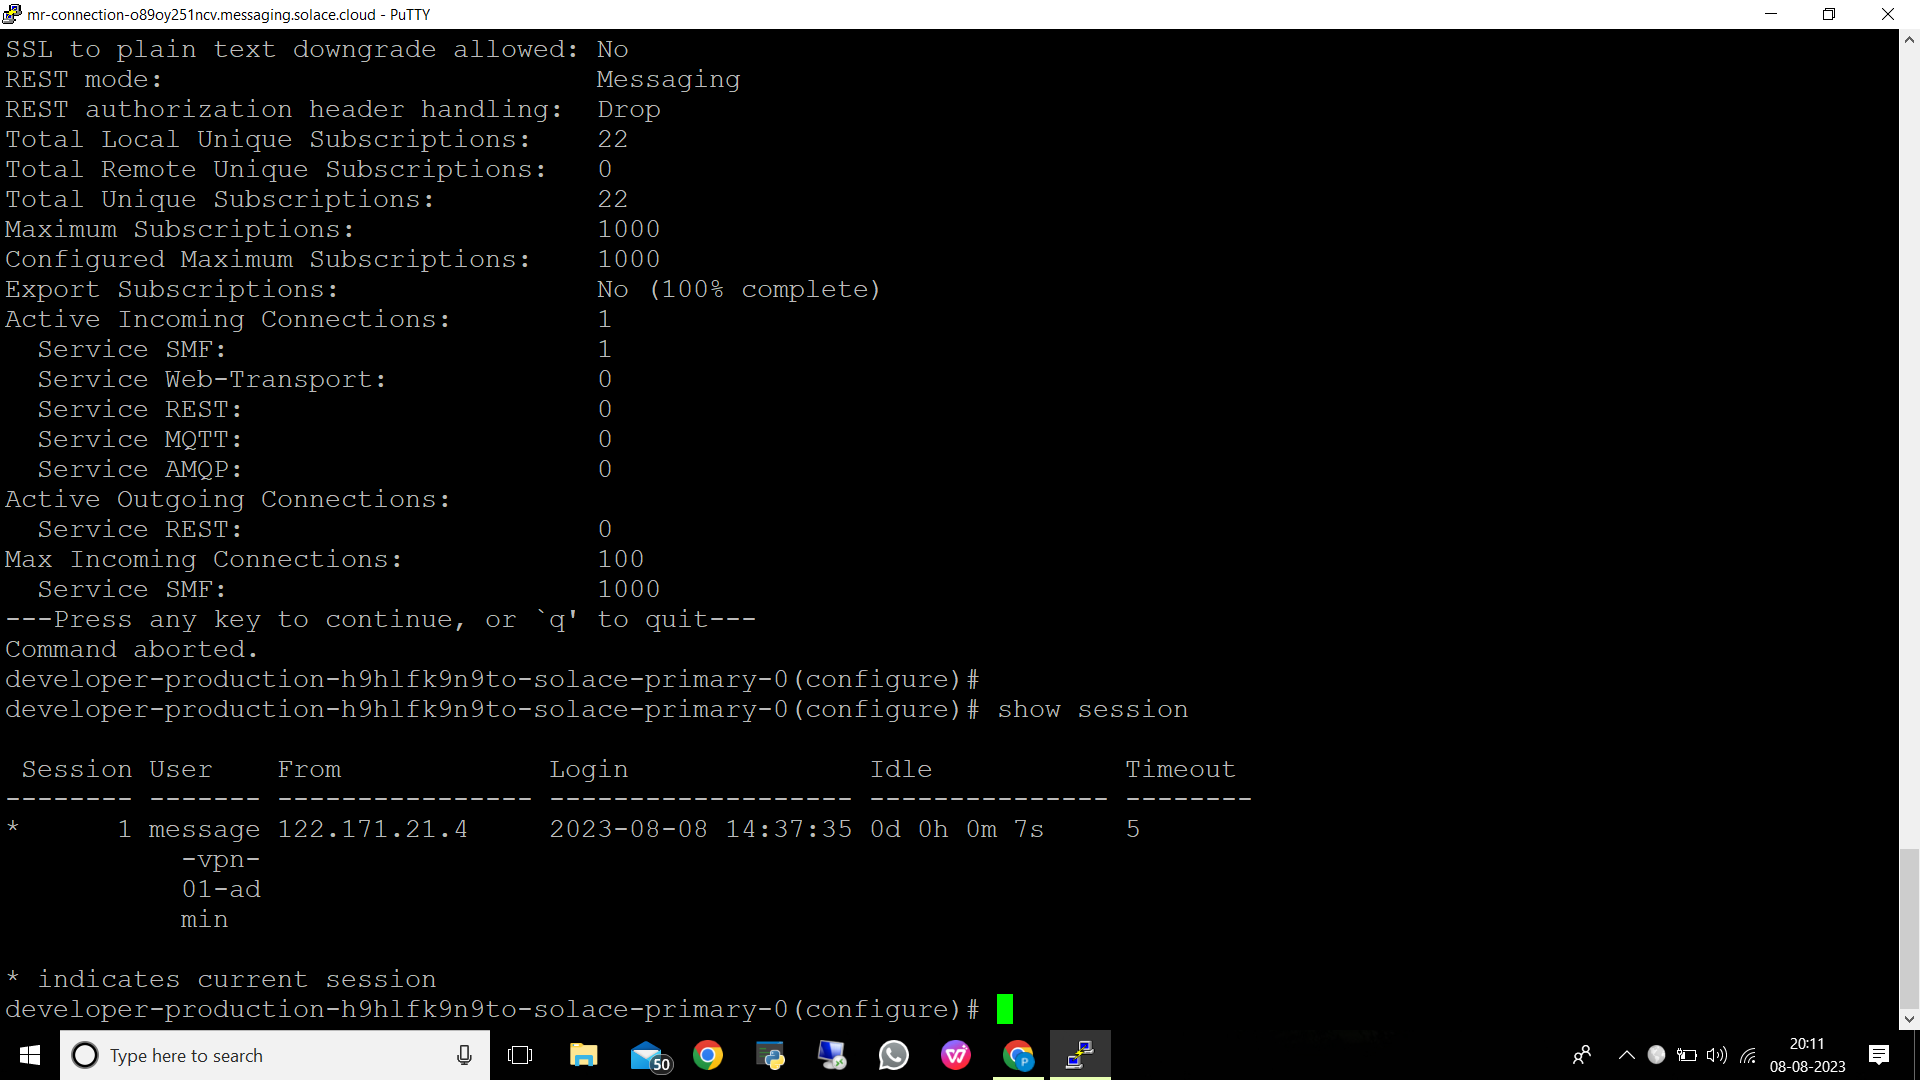 mr-connection-o89oy251ncv.messaging.solace.cloud - PuTTY
SSL to plain text downgrade allowed: No
REST mode: Messaging
REST authorization header handling: Drop
Total Local Unique Subscriptions: 22
Total Remote Unique Subscriptions: 0
Total Unique Subscriptions: 22
Maximum Subscriptions: 1000
Configured Maximum Subscriptions: 1000
Export Subscriptions: No (100% complete)
Active Incoming Connections: 1
Service SMF: 1
Service Web-Transport: 0
Service REST: 0
Service MQTT: 0
Service AMQP: 0
Active Outgoing Connections:
Service REST: 0
Max Incoming Connections: 100
Service SMF: 1000
---Press any key to continue, or `q' to quit---
Command aborted.
developer-production-h9hlfk9n9to-solace-primary-0(configure)#
developer-production-h9hlfk9n9to-solace-primary-0(configure)# show session
Session User From Login Idle Timeout
-------- ------- ---------------- ------------------- --------------- --------
* 1 message 122.171.21.4 2023-08-08 14:37:35 0d 0h 0m 7s 5
-vpn-
01-ad
min
* indicates current session
developer-production-h9hlfk9n9to-solace-primary-0(configure)#
Type here to search
50
P
20:11
08-08-2023